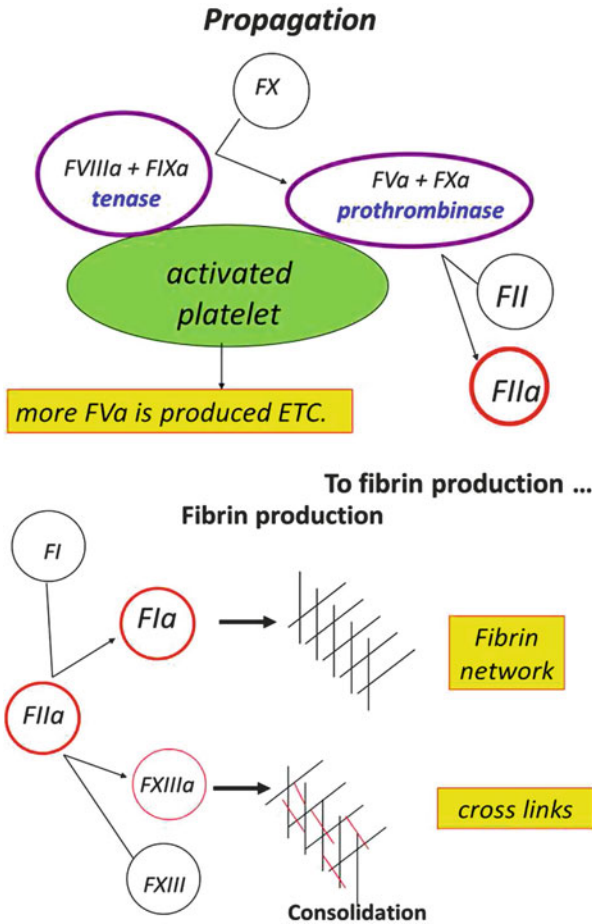 Propagation
FX
FVIIIa + FIXa
tenase
FVa + FXa
prothrombinase
activated
platelet
FII
FIIa
more FVa is produced ETC.
To fibrin production ...
Fibrin production
FI
FIa
Fibrin
network
FIIa
FXIIIa
cross links
FXIII
Consolidation